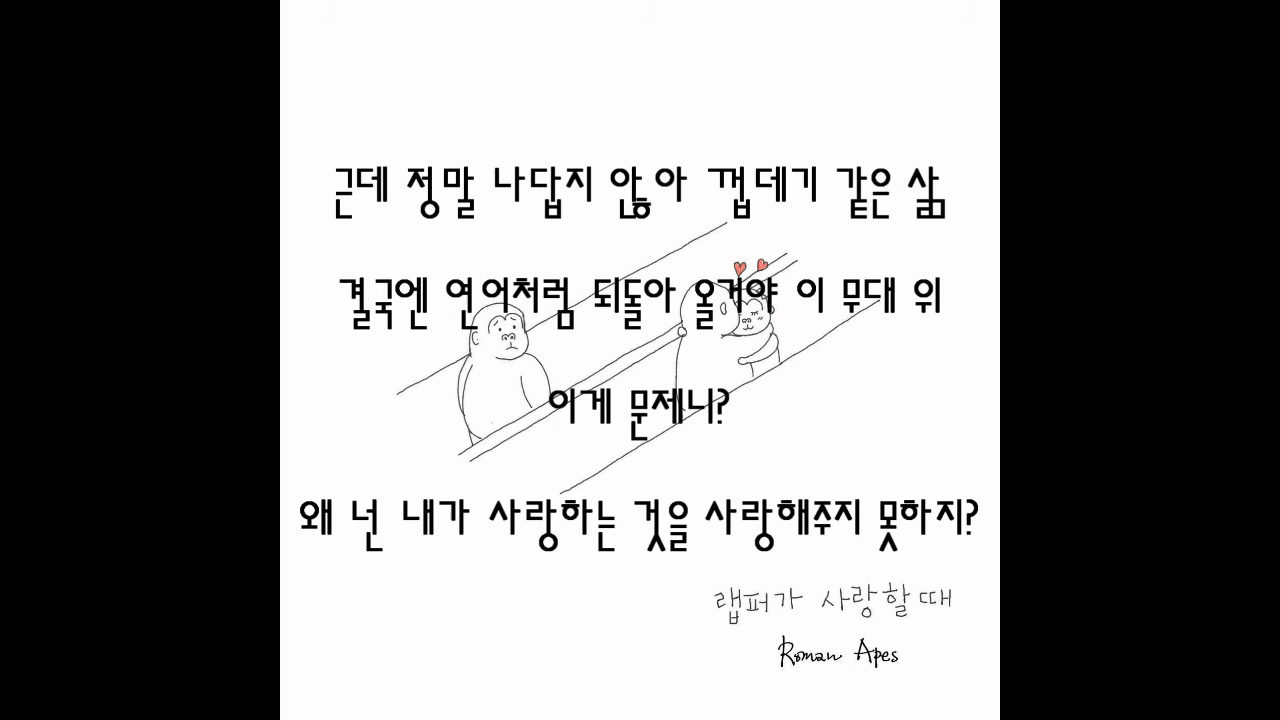 근데 정말 나답지 않아 껍데기 같은 삶
결국엔 연어처럼 되돌아 올거야 이 무대 위
이게 문제니?
왜 넌 내가 사랑하는 것을 사랑해주지 못하지?
랩퍼가 사랑할 때
Roman Apes